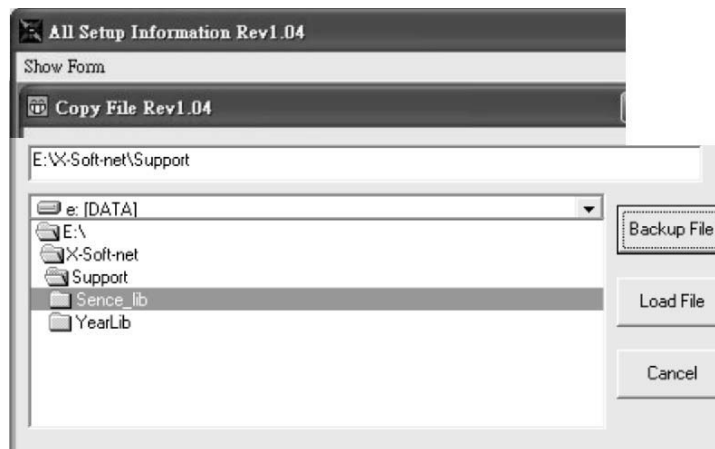 All Setup Information Rev1.04
Show Form
Copy File Rev1.04
E:\X-Soft-net\Support
e: [DATA]
E:\
X-Soft-net
Support
Sence_lib
YearLib
Backup File
Load File
Cancel